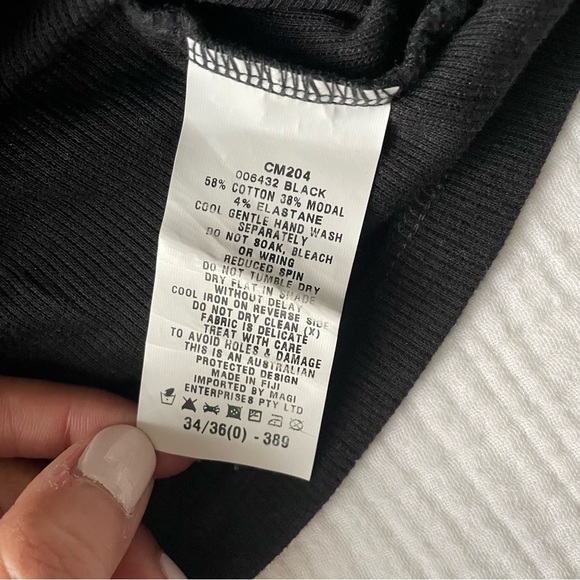 CM204
006432 BLACK
58% COTTON 38% MODAL
4% ELASTANE
COOL GENTLE HAND WASH
SEPARATELY
DO NOT SOAK, BLEACH
OR WRING
REDUCED SPIN
DO NOT TUMBLE DRY
DRY FLAT IN SHADE
WITHOUT DELAY
COOL IRON ON REVERSE SIDE
DO NOT DRY CLEAN (X)
FABRIC IS DELICATE
TREAT WITH CARE
TO AVOID HOLES & DAMAGE
THIS IS AN AUSTRALIAN
PROTECTED DESIGN
MADE IN FIJI
IMPORTED BY MAGI
ENTERPRISES PTY LTD
34/36(0) - 389